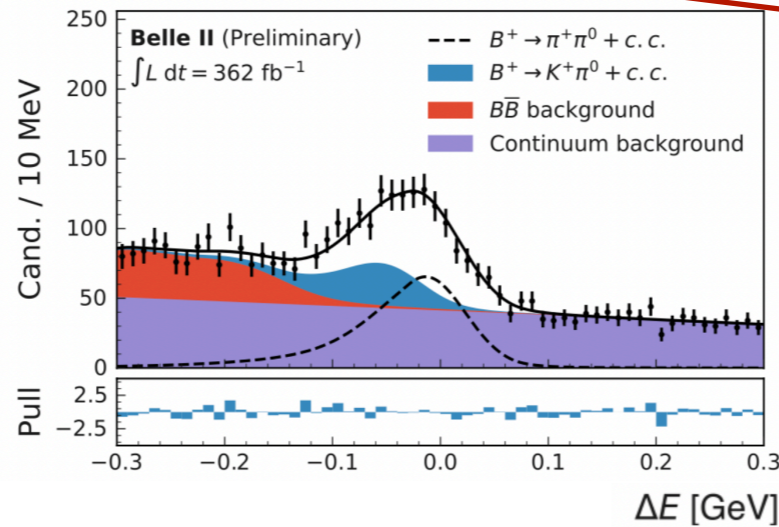 250
200
150
100
50
0
Cand. / 10 MeV
Belle II (Preliminary)
∫L dt = 362 fb⁻¹
B⁺ → π⁺π⁰ + c. c.
B⁺ → K⁺π⁰ + c. c.
BB̅ background
Continuum background
2.5
−2.5
Pull
−0.3 −0.2 −0.1 0.0 0.1 0.2 0.3
ΔE [GeV]